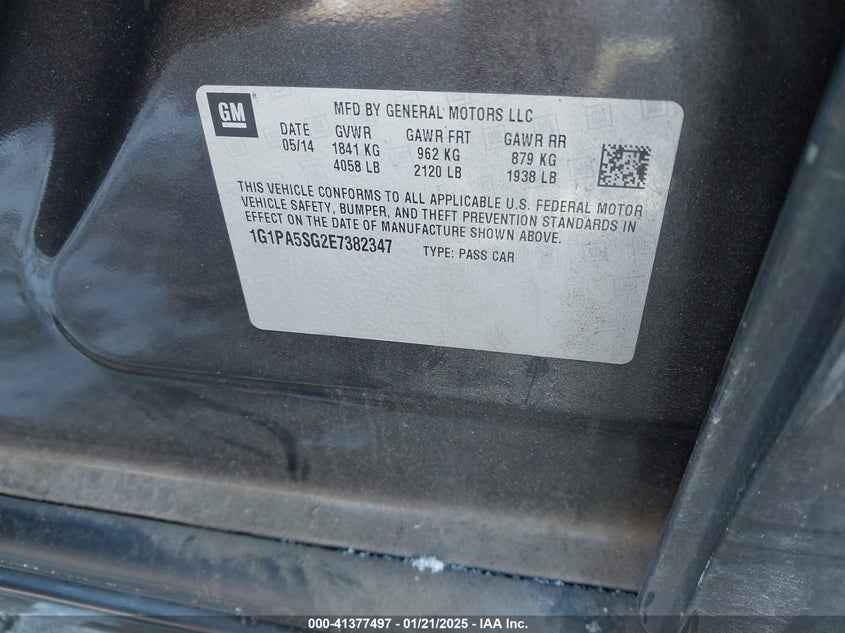 GM
MFD BY GENERAL MOTORS LLC
DATE GVWR GAWR FRT GAWR RR
05/14 1841 KG 962 KG 879 KG
4058 LB 2120 LB 1938 LB
THIS VEHICLE CONFORMS TO ALL APPLICABLE U.S. FEDERAL MOTOR
VEHICLE SAFETY, BUMPER, AND THEFT PREVENTION STANDARDS IN
EFFECT ON THE DATE OF MANUFACTURE SHOWN ABOVE.
1G1PA5SG2E7382347 TYPE: PASS CAR
000-41377497 - 01/21/2025 - IAA Inc.